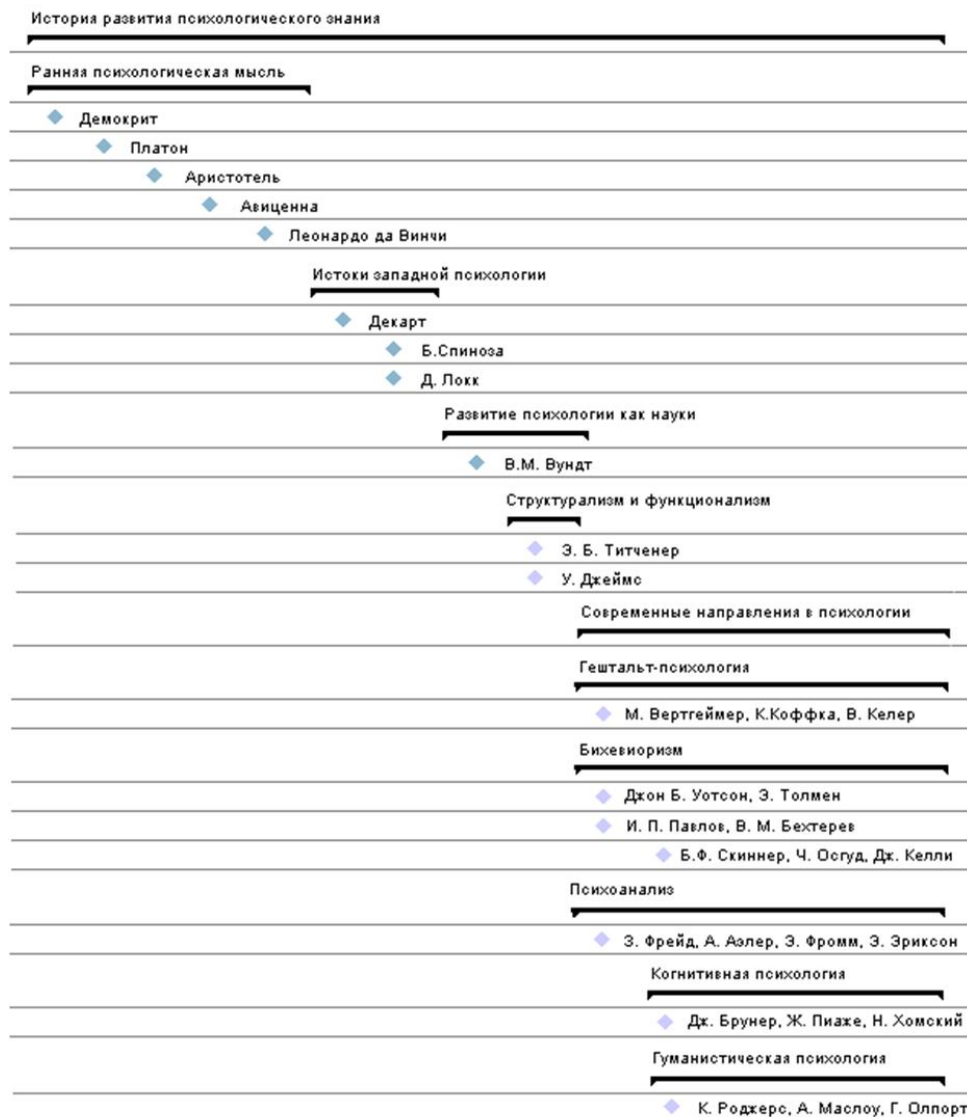 История развития психологического знания
Ранняя психологическая мысль
Демокрит
Платон
Аристотель
Авиценна
Леонардо да Винчи
Истоки западной психологии
Декарт
Б.Спиноза
Д. Локк
Развитие психологии как науки
В.М. Вундт
Структурализм и функционализм
Э. Б. Титченер
У. Джеймс
Современные направления в психологии
Гештальт-психология
М. Вертгеймер, К.Коффка, В. Келер
Бихевиоризм
Джон Б. Уотсон, Э. Толмен
И. П. Павлов, В. М. Бехтерев
Б.Ф. Скиннер, Ч. Осгуд, Дж. Келли
Психоанализ
З. Фрейд, А. Аэлер, Э. Фромм, Э. Эриксон
Когнитивная психология
Дж. Брунер, Ж. Пиаже, Н. Хомский
Гуманистическая психология
К. Роджерс, А. Маслоу, Г. Олпорт